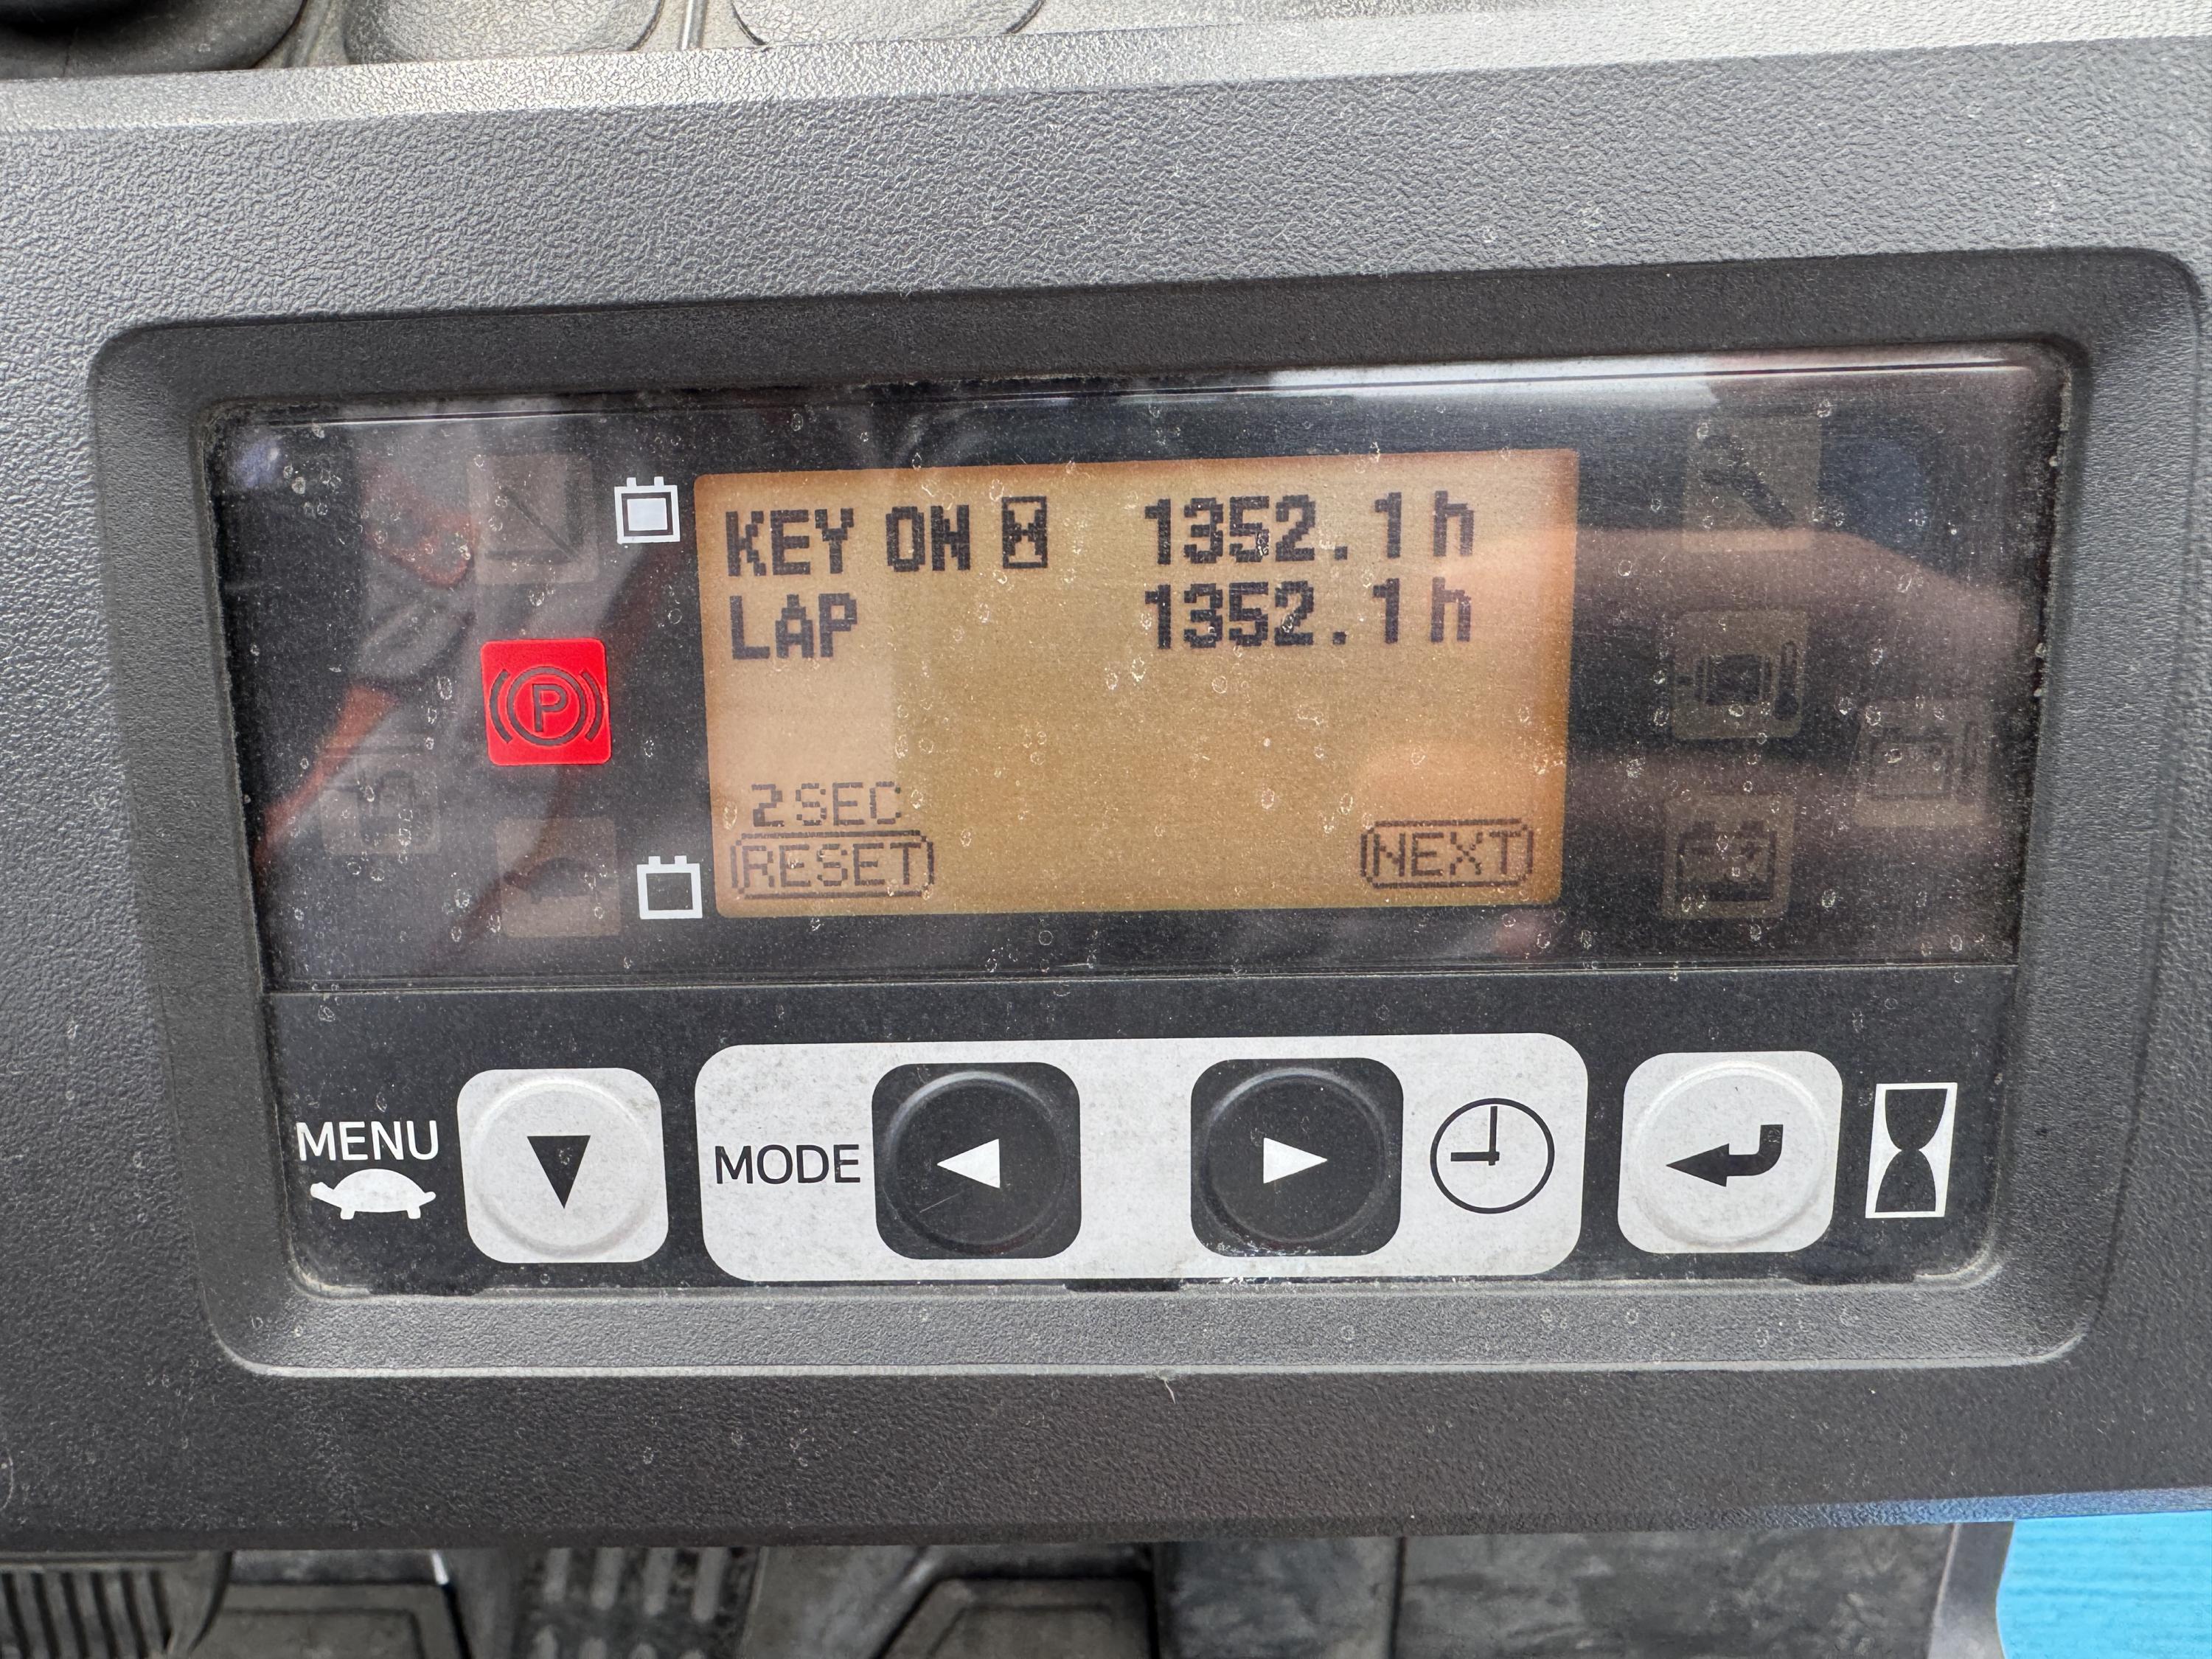 KEY ON 1352.1h
LAP 1352.1h
P
2SEC
RESET NEXT
MENU
MODE